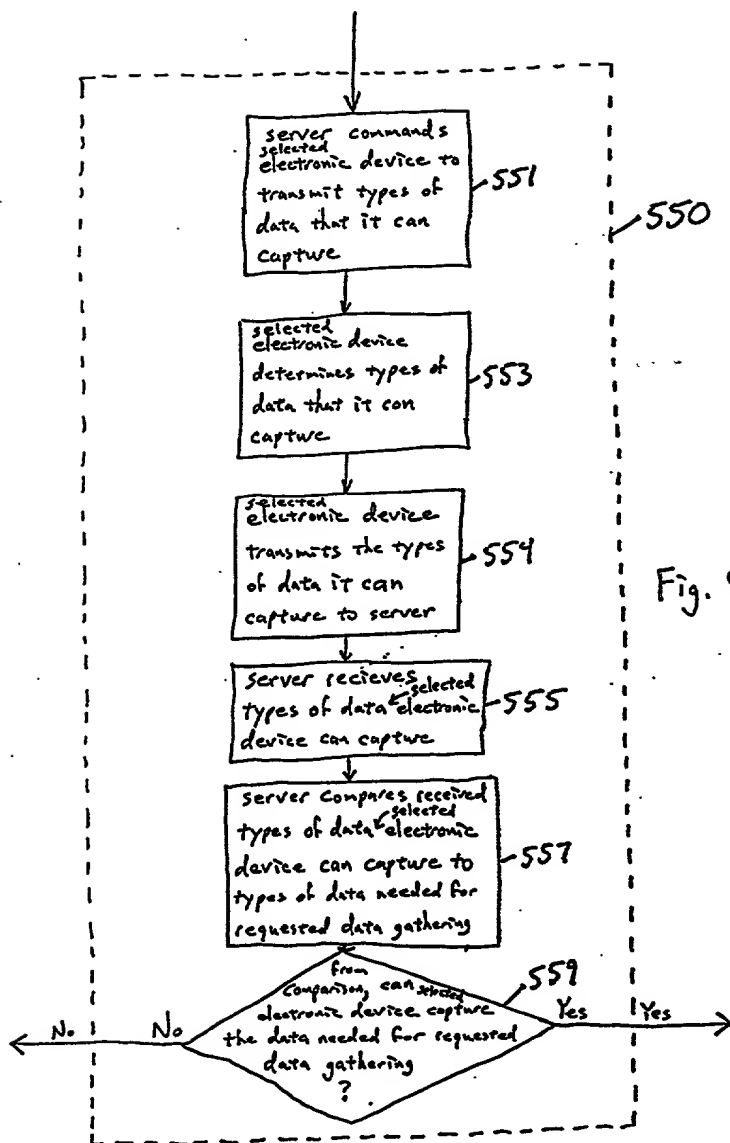 server commands
selected
electronic device to
transmit types of
data that it can
capture
551
550
selected
electronic device
determines types of
data that it can
capture
553
selected
electronic device
transmits the types
of data it can
capture to server
554
Fig.
Server recieves
types of data selected electronic
device can capture
555
server compares received
types of data selected electronic
device can capture to
types of data needed for
requested data gathering
557
from
comparison, can selected
electronic device capture
the data needed for requested
data gathering
?
559
No
No
Yes
Yes